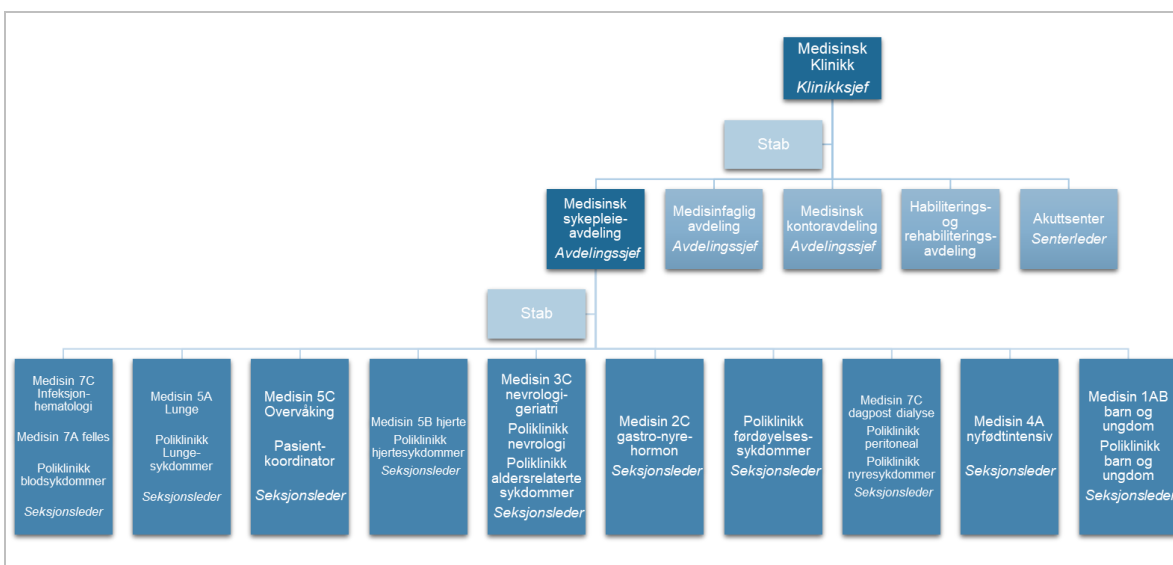 Medisinsk
Klinikk
Klinikksjef
Stab
Medisinsk
sykepleie-
avdeling
Avdelingssjef
Medisinfaglig
avdeling
Avdelingssjef
Medisinsk
kontoravdeling
Avdelingssjef
Habiliterings-
og
rehabiliterings-
avdeling
Akuttsenter
Senterleder
Stab
Medisin 7C
Infeksjon-
hematologi
Medisin 7A felles
Poliklinikk
blodsykdommer
Seksjonsleder
Medisin 5A
Lunge
Poliklinikk
Lunge-
sykdommer
Seksjonsleder
Medisin 5C
Overvåking
Pasient-
koordinator
Seksjonsleder
Medisin 5B hjerte
Poliklinikk
hjertesykdommer
Seksjonsleder
Medisin 3C
nevrologi-
geriatri
Poliklinikk
nevrologi
Poliklinikk
aldersrelaterte
sykdommer
Seksjonsleder
Medisin 2C
gastro-nyre-
hormon
Seksjonsleder
Poliklinikk
førdøyelses-
sykdommer
Seksjonsleder
Medisin 7C
dagpost dialyse
Poliklinikk
peritoneal
Poliklinikk
nyresykdommer
Seksjonsleder
Medisin 4A
nyfødtintensiv
Seksjonsleder
Medisin 1AB
barn og
ungdom
Poliklinikk
barn og
ungdom
Seksjonsleder